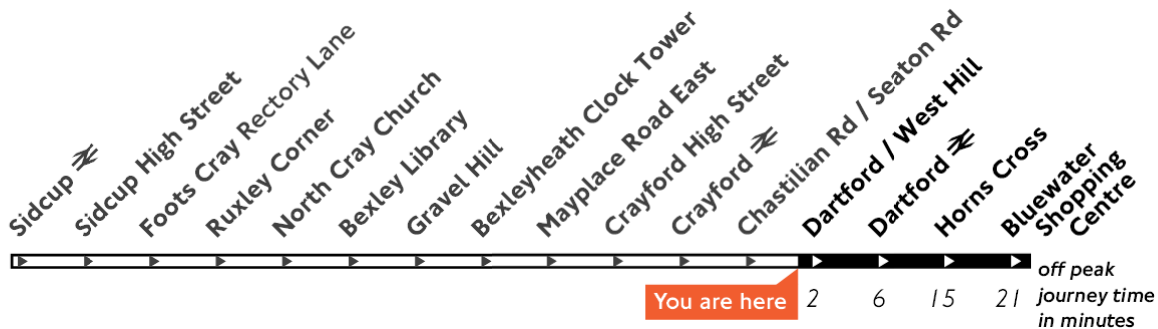 Sidcup
Sidcup High Street
Foots Cray Rectory Lane
Ruxley Corner
North Cray Church
Bexley Library
Gravel Hill
Bexleyheath Clock Tower
Mayplace Road East
Crayford High Street
Crayford
Chastilian Rd / Seaton Rd
Dartford / West Hill
Dartford
Horns Cross
Bluewater
Shopping
Centre
You are here
2 6 15 21
off peak
journey time
in minutes